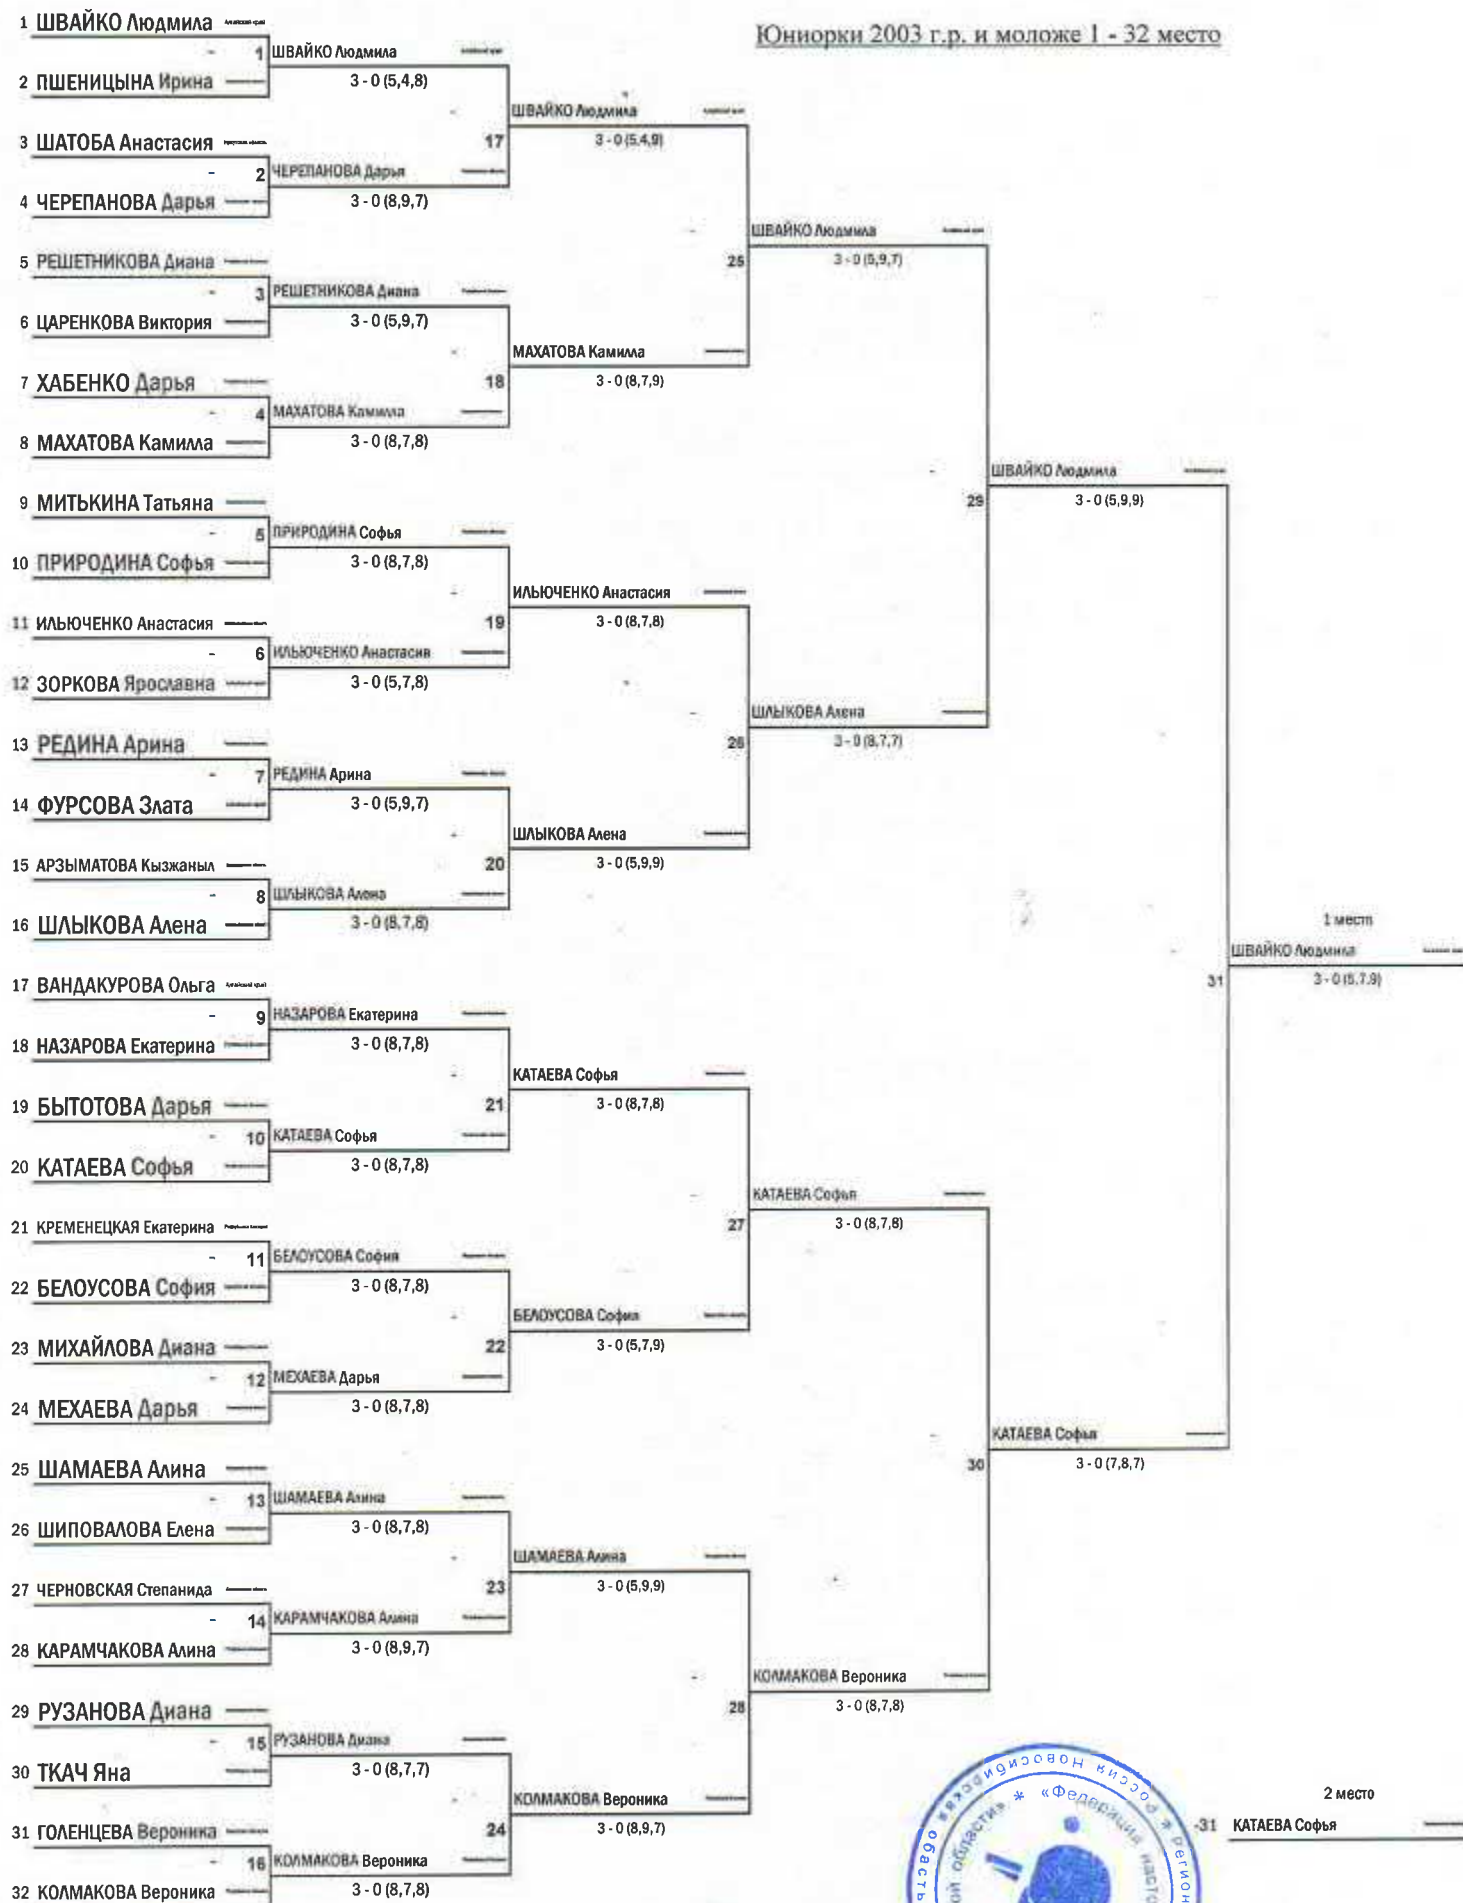 Юниорки 2003 г.р. и моложе 1 - 32 место
1 ШВАЙКО Людмила
2 ПШЕНИЦЫНА Ирина
3 ШАТОБА Анастасия
4 ЧЕРЕПАНОВА Дарья
5 РЕШЕТНИКОВА Диана
6 ЦАРЕНКОВА Виктория
7 ХАБЕНКО Дарья
8 МАХАТОВА Камилла
9 МИТЬКИНА Татьяна
10 ПРИРОДИНА Софья
11 ИЛЬЮЧЕНКО Анастасия
12 ЗОРКОВА Ярославна
13 РЕДИНА Арина
14 ФУРСОВА Злата
15 АРЗЫМАТОВА Кызжаныл
16 ШЛЫКОВА Алена
17 ВАНДАКУРОВА Ольга
18 НАЗАРОВА Екатерина
19 БЫТОТОВА Дарья
20 КАТАЕВА Софья
21 КРЕМЕНЕЦКАЯ Екатерина
22 БЕЛОУСОВА София
23 МИХАЙЛОВА Диана
24 МЕХАЕВА Дарья
25 ШАМАЕВА Алина
26 ШИПОВАЛОВА Елена
27 ЧЕРНОВСКАЯ Степанида
28 КАРАМЧАКОВА Алина
29 РУЗАНОВА Диана
30 ТКАЧ Яна
31 ГОЛЕНЦЕВА Вероника
32 КОЛМАКОВА Вероника
1 ШВАЙКО Людмила
3 - 0 (5,4,8)
2 ЧЕРЕПАНОВА Дарья
3 - 0 (8,9,7)
3 РЕШЕТНИКОВА Диана
3 - 0 (5,9,7)
4 МАХАТОВА Камилла
3 - 0 (8,7,8)
5 ПРИРОДИНА Софья
3 - 0 (8,7,8)
6 ИЛЬЮЧЕНКО Анастасия
3 - 0 (5,7,8)
7 РЕДИНА Арина
3 - 0 (5,9,7)
8 ШЛЫКОВА Алена
3 - 0 (8,7,8)
9 НАЗАРОВА Екатерина
3 - 0 (8,7,8)
10 КАТАЕВА Софья
3 - 0 (8,7,8)
11 БЕЛОУСОВА София
3 - 0 (8,7,8)
12 МЕХАЕВА Дарья
3 - 0 (8,7,8)
13 ШАМАЕВА Алина
3 - 0 (8,7,8)
14 КАРАМЧАКОВА Алина
3 - 0 (8,9,7)
15 РУЗАНОВА Диана
3 - 0 (8,7,7)
16 КОЛМАКОВА Вероника
3 - 0 (8,7,8)
17 ШВАЙКО Людмила
3 - 0 (5,4,9)
18 МАХАТОВА Камилла
3 - 0 (8,7,9)
19 ИЛЬЮЧЕНКО Анастасия
3 - 0 (8,7,8)
20 ШЛЫКОВА Алена
3 - 0 (5,9,9)
21 КАТАЕВА Софья
3 - 0 (8,7,8)
22 БЕЛОУСОВА София
3 - 0 (5,7,9)
23 ШАМАЕВА Алина
3 - 0 (5,9,9)
24 КОЛМАКОВА Вероника
3 - 0 (8,9,7)
25 ШВАЙКО Людмила
3 - 0 (5,9,7)
26 ШЛЫКОВА Алена
3 - 0 (8,7,7)
27 КАТАЕВА Софья
3 - 0 (8,7,8)
28 КОЛМАКОВА Вероника
3 - 0 (8,7,8)
29 ШВАЙКО Людмила
3 - 0 (5,9,9)
30 КАТАЕВА Софья
3 - 0 (7,8,7)
1 место
31 ШВАЙКО Людмила
3 - 0 (5,7,9)
2 место
-31 КАТАЕВА Софья
Россия * Новосибирская область
«Федерация насто
области»